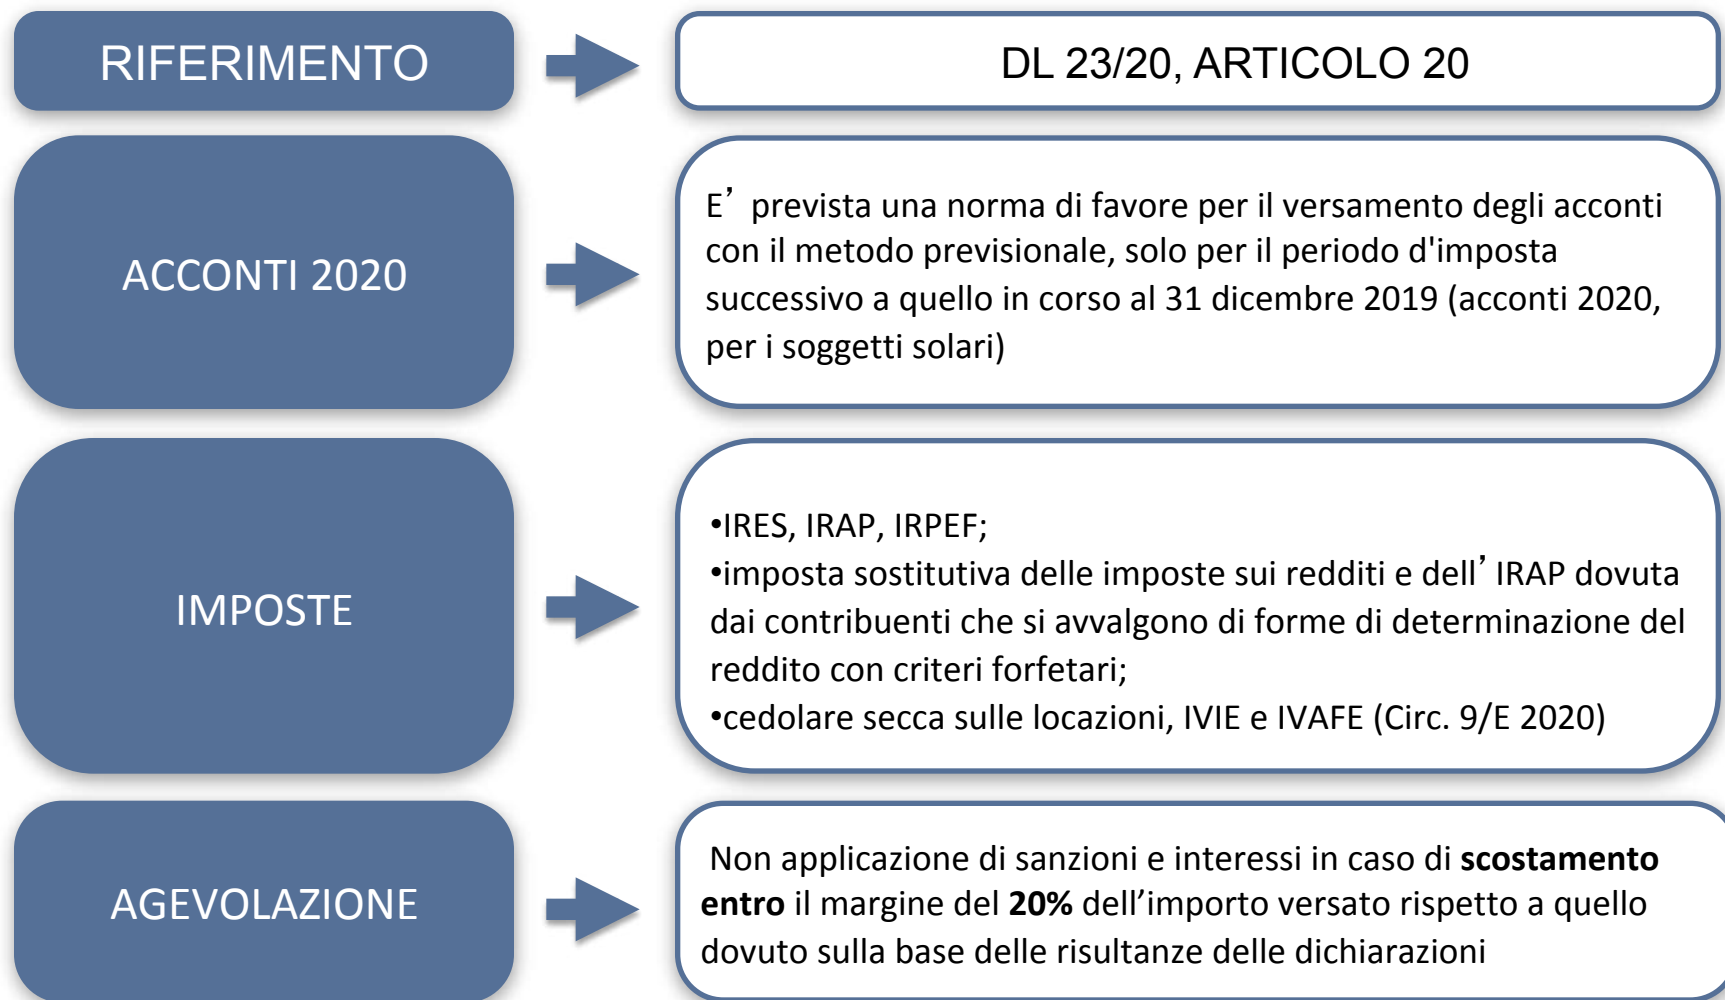 RIFERIMENTO
DL 23/20, ARTICOLO 20
ACCONTI 2020
E’ prevista una norma di favore per il versamento degli acconti
con il metodo previsionale, solo per il periodo d'imposta
successivo a quello in corso al 31 dicembre 2019 (acconti 2020,
per i soggetti solari)
IMPOSTE
•IRES, IRAP, IRPEF;
•imposta sostitutiva delle imposte sui redditi e dell’ IRAP dovuta
dai contribuenti che si avvalgono di forme di determinazione del
reddito con criteri forfetari;
•cedolare secca sulle locazioni, IVIE e IVAFE (Circ. 9/E 2020)
AGEVOLAZIONE
Non applicazione di sanzioni e interessi in caso di scostamento
entro il margine del 20% dell’importo versato rispetto a quello
dovuto sulla base delle risultanze delle dichiarazioni